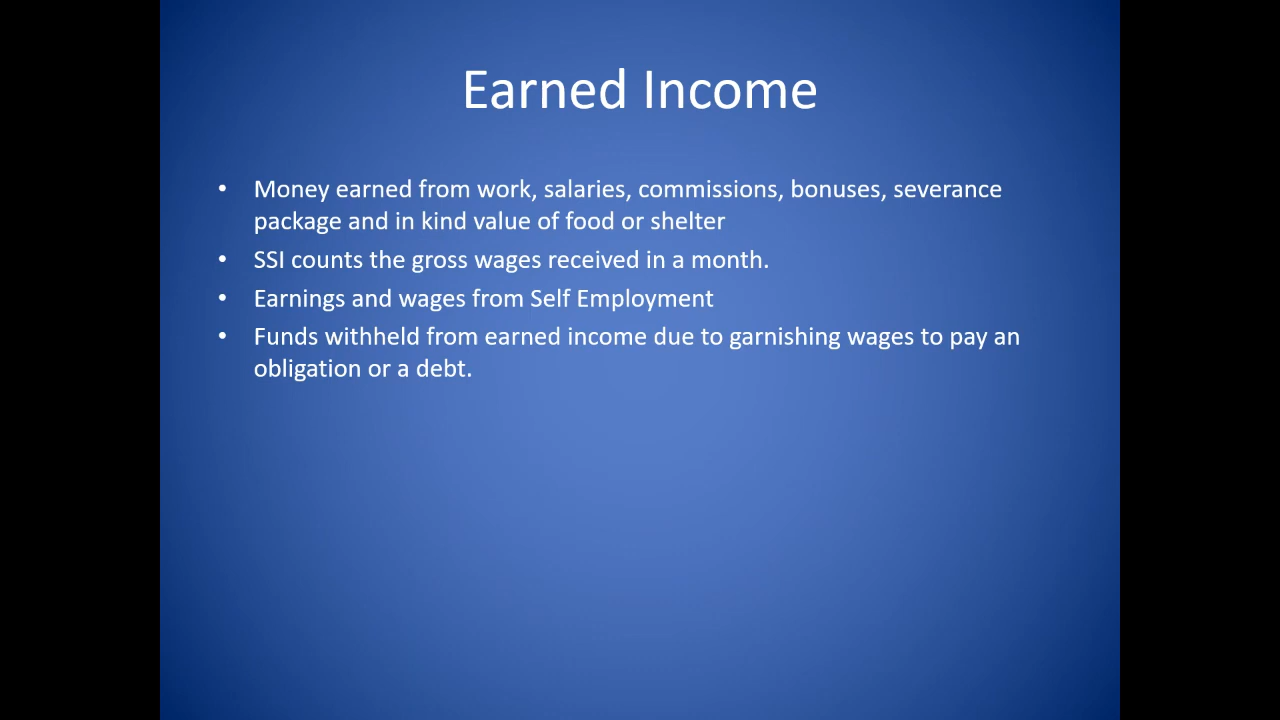 Earned Income
• Money earned from work, salaries, commissions, bonuses, severance
package and in kind value of food or shelter
• SSI counts the gross wages received in a month.
• Earnings and wages from Self Employment
• Funds withheld from earned income due to garnishing wages to pay an
obligation or a debt.